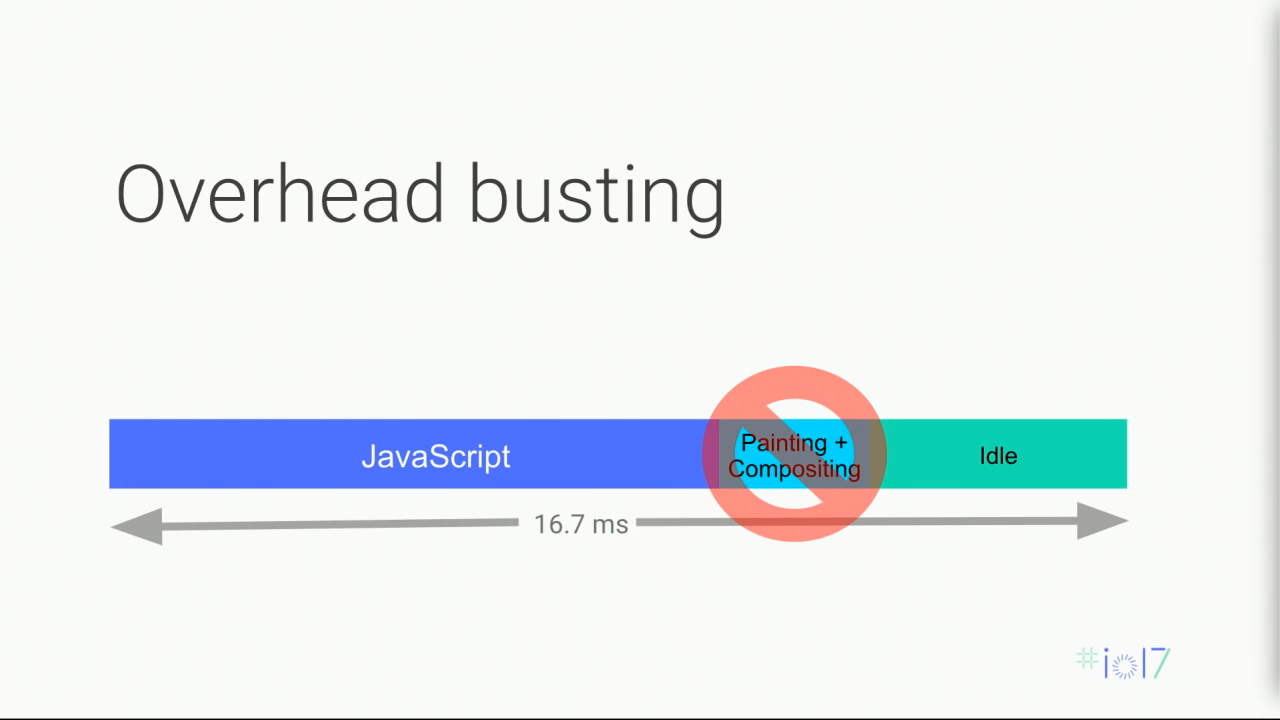 Overhead busting
JavaScript
Painting +
Compositing
Idle
16.7 ms
#io17